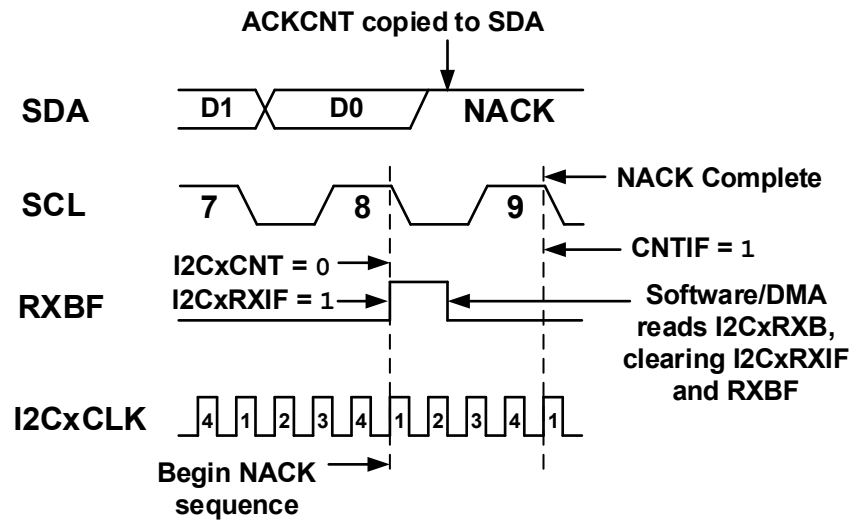 ACKCNT copied to SDA
SDA D1 D0 NACK
NACK Complete
SCL 7 8 9
CNTIF = 1
I2CxCNT = 0
RXBF I2CxRXIF = 1
Software/DMA
reads I2CxRXB,
clearing I2CxRXIF
and RXBF
I2CxCLK 4 1 2 3 4 1 2 3 4 1
Begin NACK
sequence